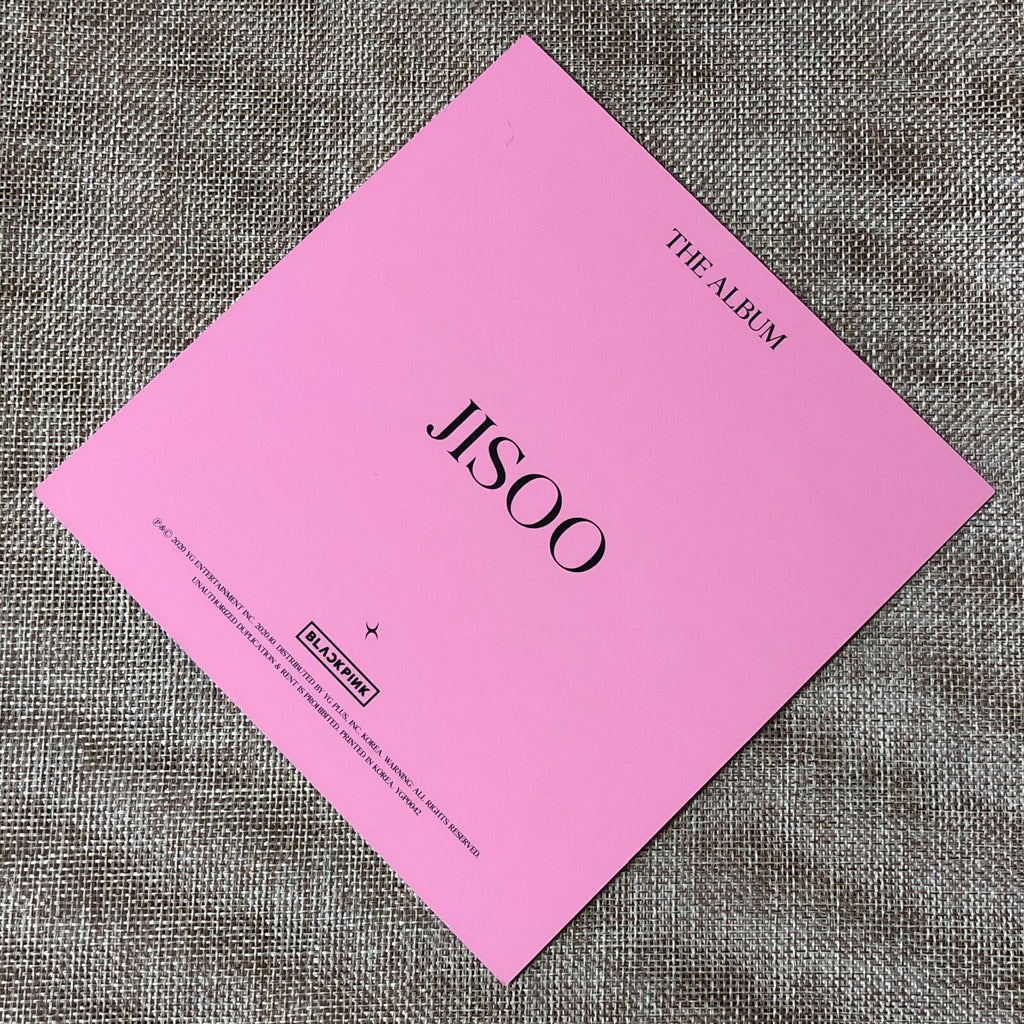 THE ALBUM
JISOO
BLACKPINK
℗&© 2020 YG ENTERTAINMENT INC. 2020.10. DISTRIBUTED BY YG PLUS, INC. KOREA. WARNING: ALL RIGHTS RESERVED.
UNAUTHORIZED DUPLICATION & RENT IS PROHIBITED. PRINTED IN KOREA. YGP0042